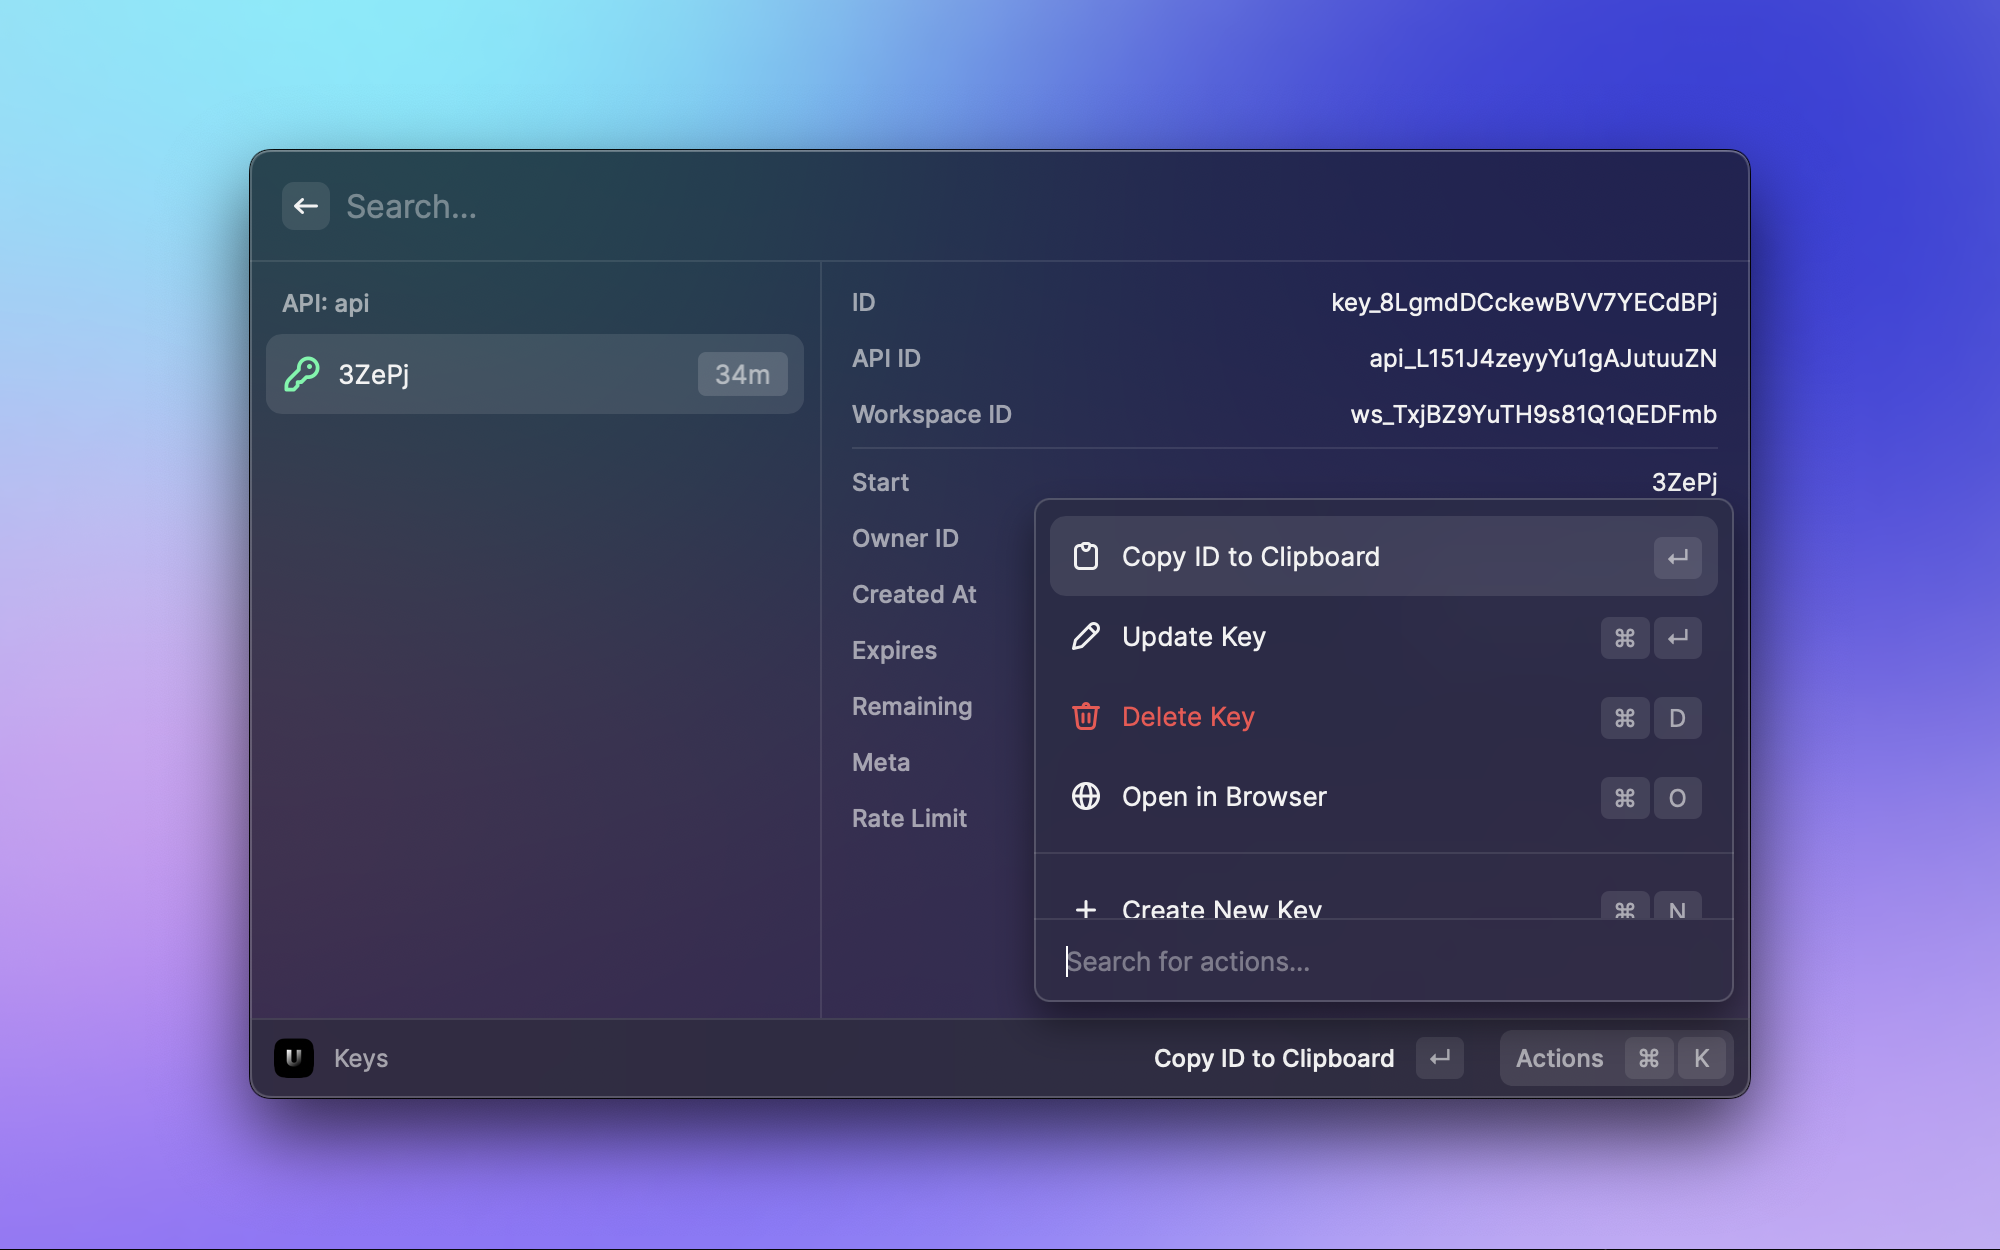 Search...
API: api
3ZePj 34m
ID key_8LgmdDCckewBVV7YECdBPj
API ID api_L151J4zeyyYu1gAJutuuZN
Workspace ID ws_TxjBZ9YuTH9s81Q1QEDFmb
Start 3ZePj
Owner ID
Created At
Expires
Remaining
Meta
Rate Limit
Copy ID to Clipboard ↵
Update Key ⌘ ↵
Delete Key ⌘ D
Open in Browser ⌘ O
Create New Key ⌘ N
Search for actions...
U Keys
Copy ID to Clipboard ↵ Actions ⌘ K